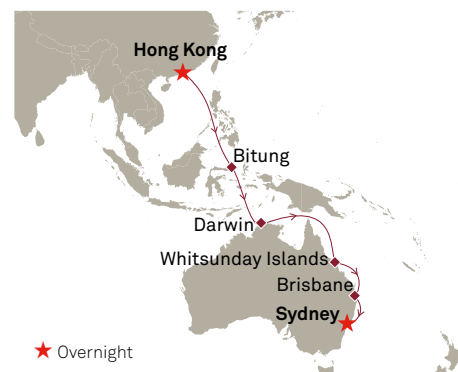 Hong Kong
Bitung
Darwin
Whitsunday Islands
Brisbane
Sydney
Overnight